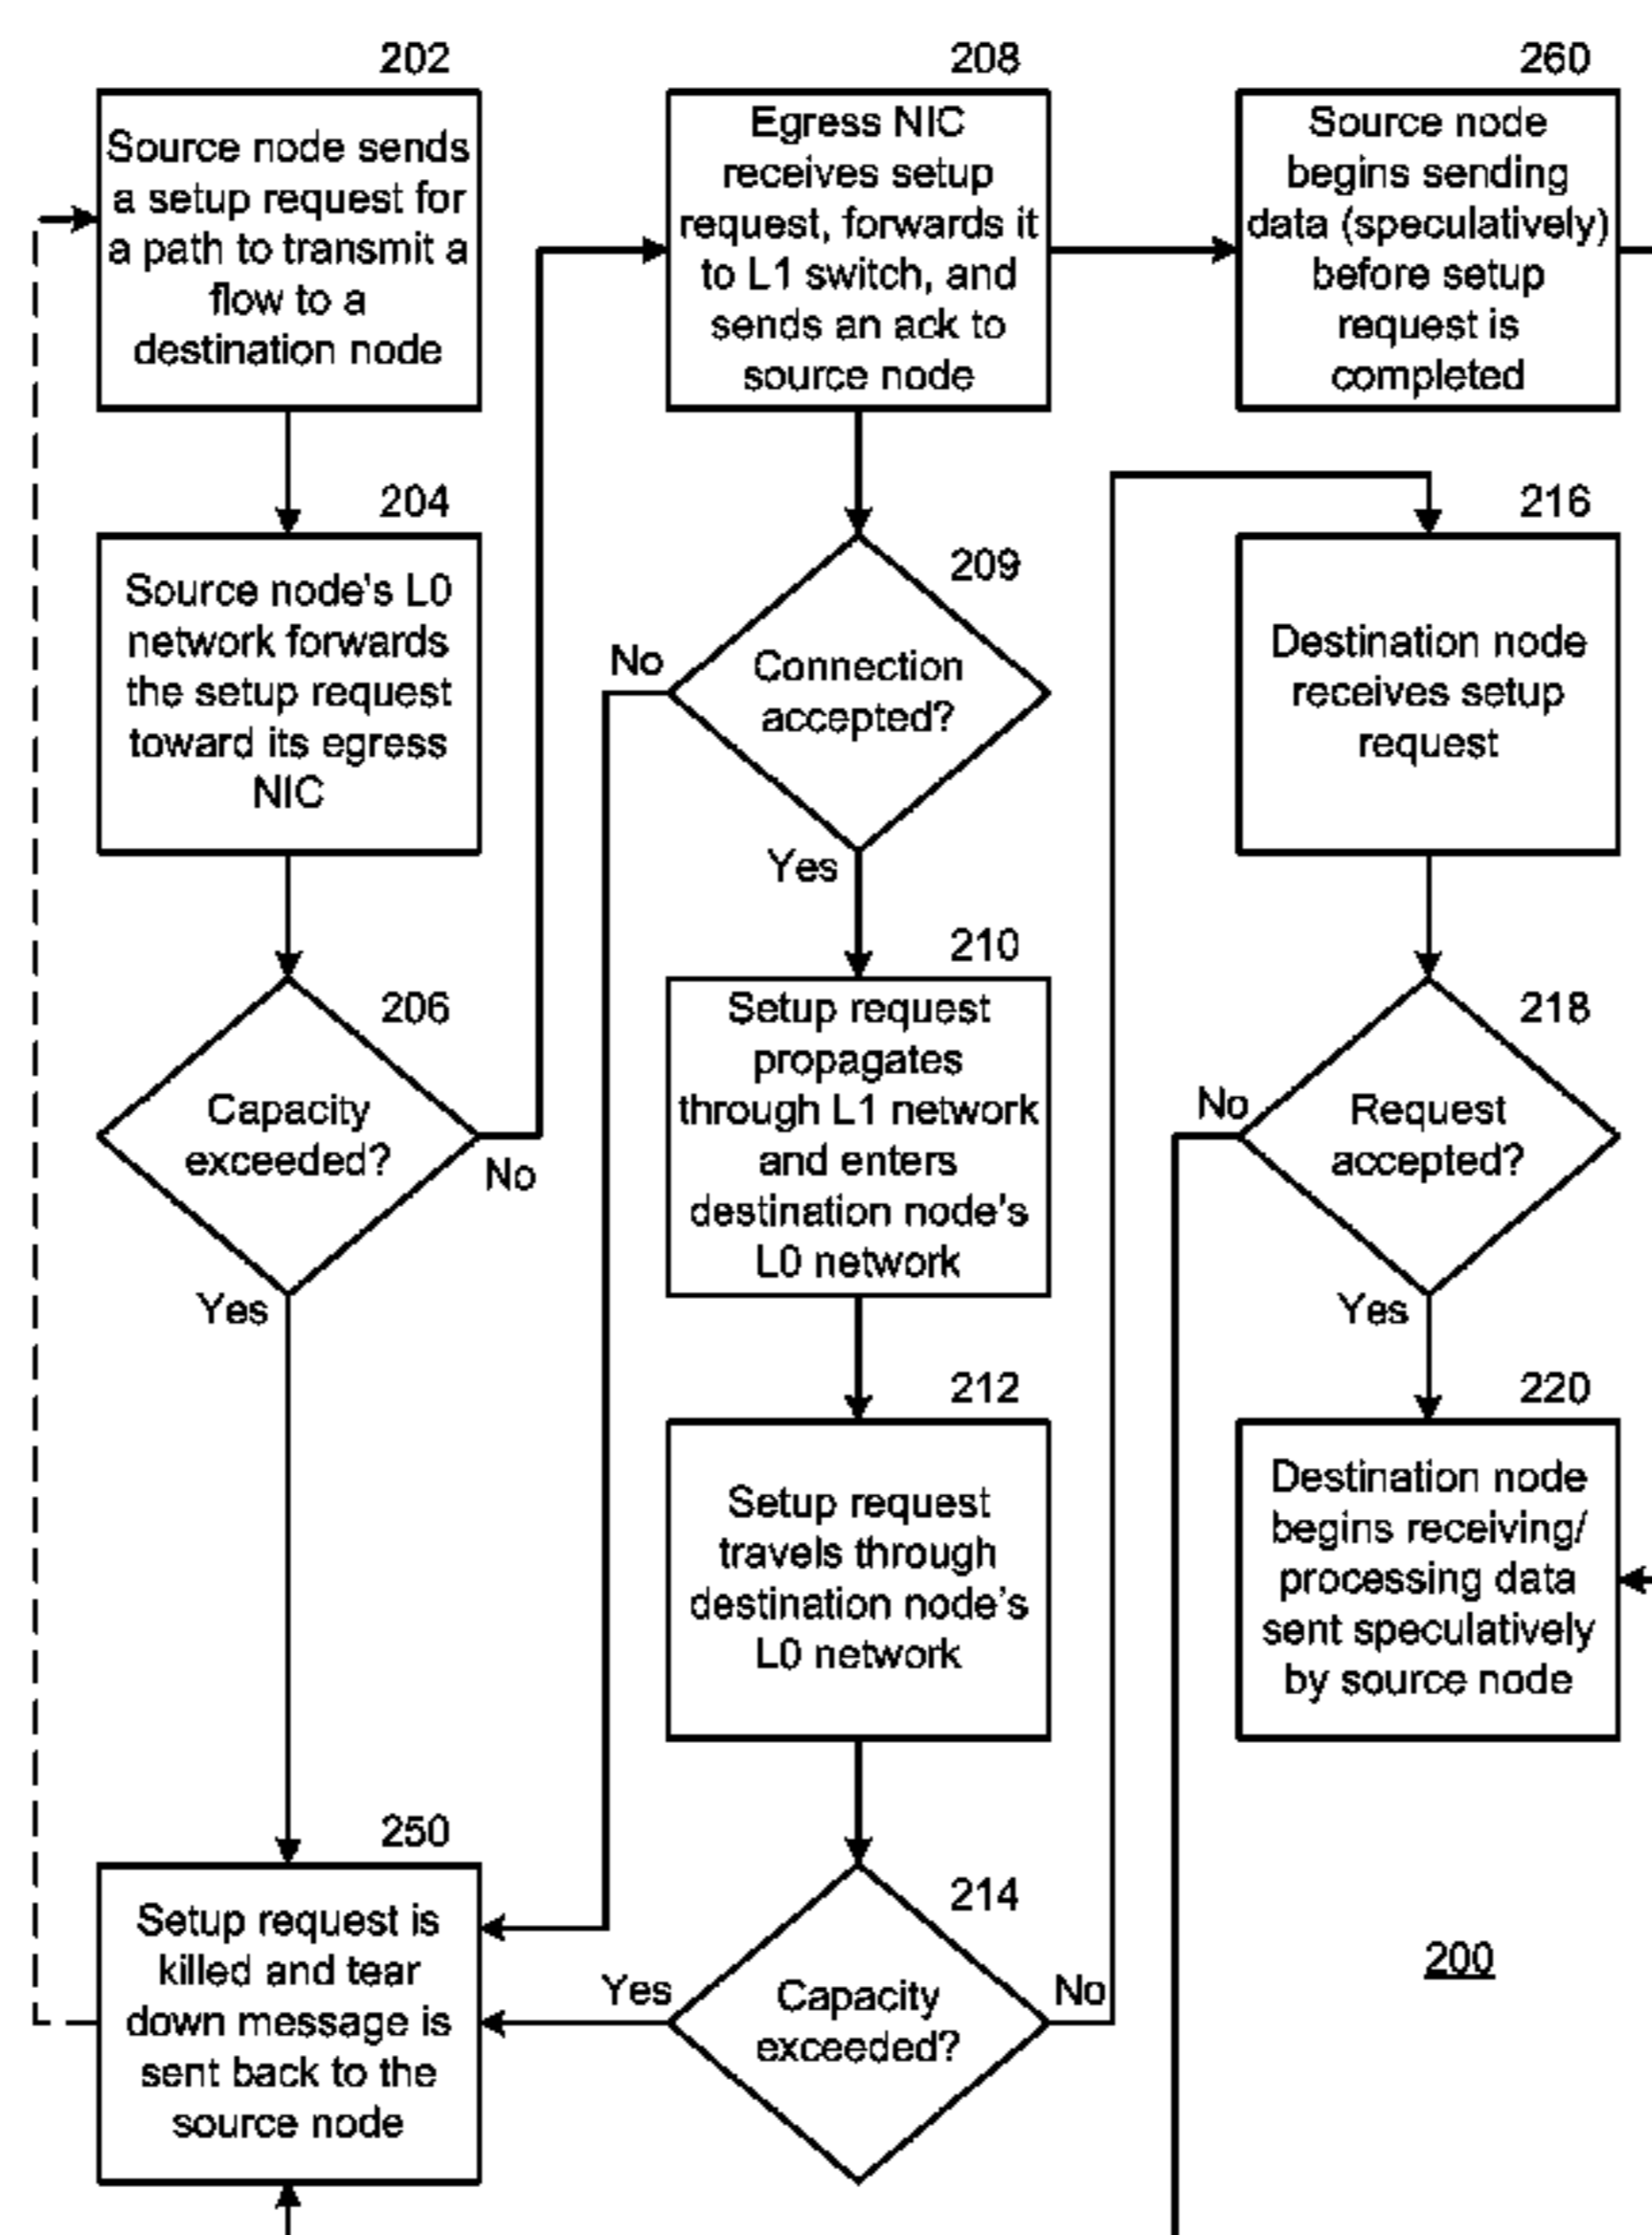 202
Source node sends
a setup request for
a path to transmit a
flow to a
destination node
204
Source node's L0
network forwards
the setup request
toward its egress
NIC
206
Capacity
exceeded?
No
Yes
250
Setup request is
killed and tear
down message is
sent back to the
source node
208
Egress NIC
receives setup
request, forwards it
to L1 switch, and
sends an ack to
source node
209
No
Connection
accepted?
Yes
210
Setup request
propagates
through L1 network
and enters
destination node's
L0 network
212
Setup request
travels through
destination node's
L0 network
214
Yes
Capacity
exceeded?
No
260
Source node
begins sending
data (speculatively)
before setup
request is
completed
216
Destination node
receives setup
request
218
No
Request
accepted?
Yes
220
Destination node
begins receiving/
processing data
sent speculatively
by source node
200